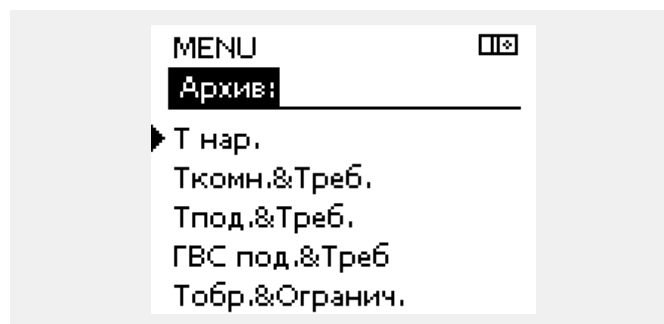 MENU
Архив:
Т нар.
Ткомн.&Треб.
Тпод.&Треб.
ГВС под.&Треб
Тобр.&Огранич.